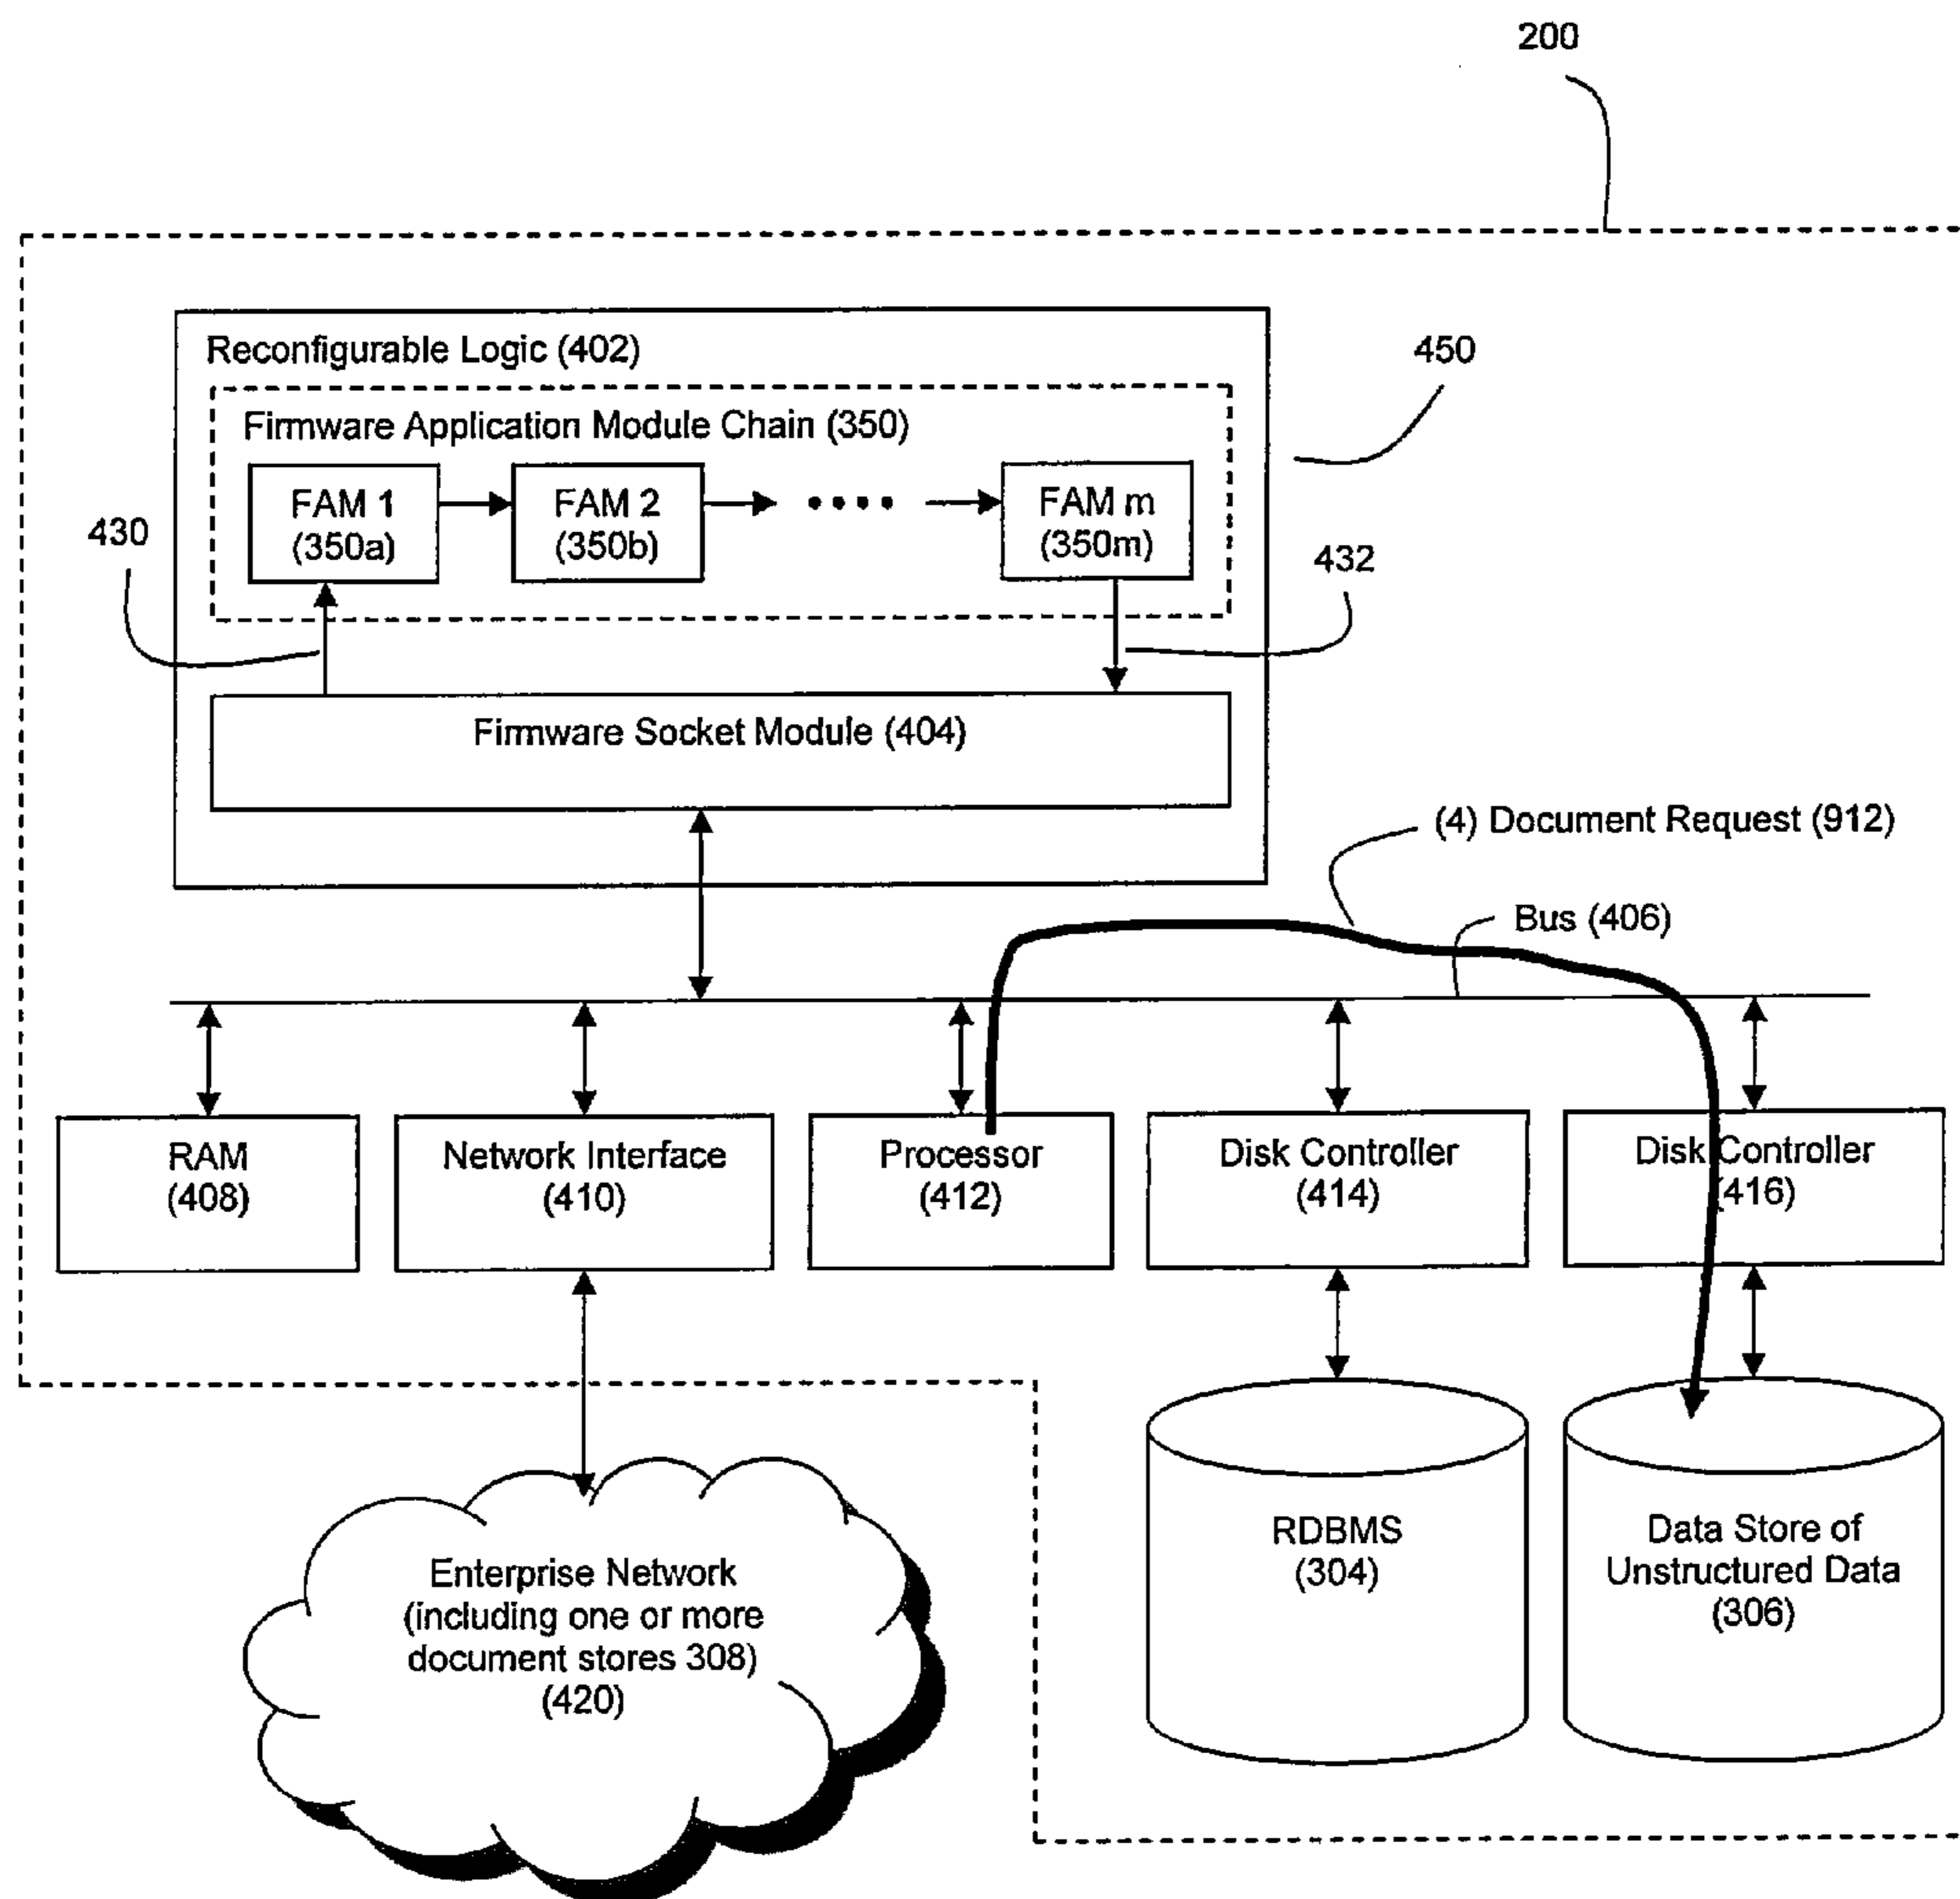 200
Reconfigurable Logic (402)
450
Firmware Application Module Chain (350)
FAM 1
(350a)
FAM 2
(350b)
FAM m
(350m)
430
432
Firmware Socket Module (404)
(4) Document Request (912)
Bus (406)
RAM
(408)
Network Interface
(410)
Processor
(412)
Disk Controller
(414)
Disk Controller
(416)
Enterprise Network
(including one or more
document stores 308)
(420)
RDBMS
(304)
Data Store of
Unstructured Data
(306)